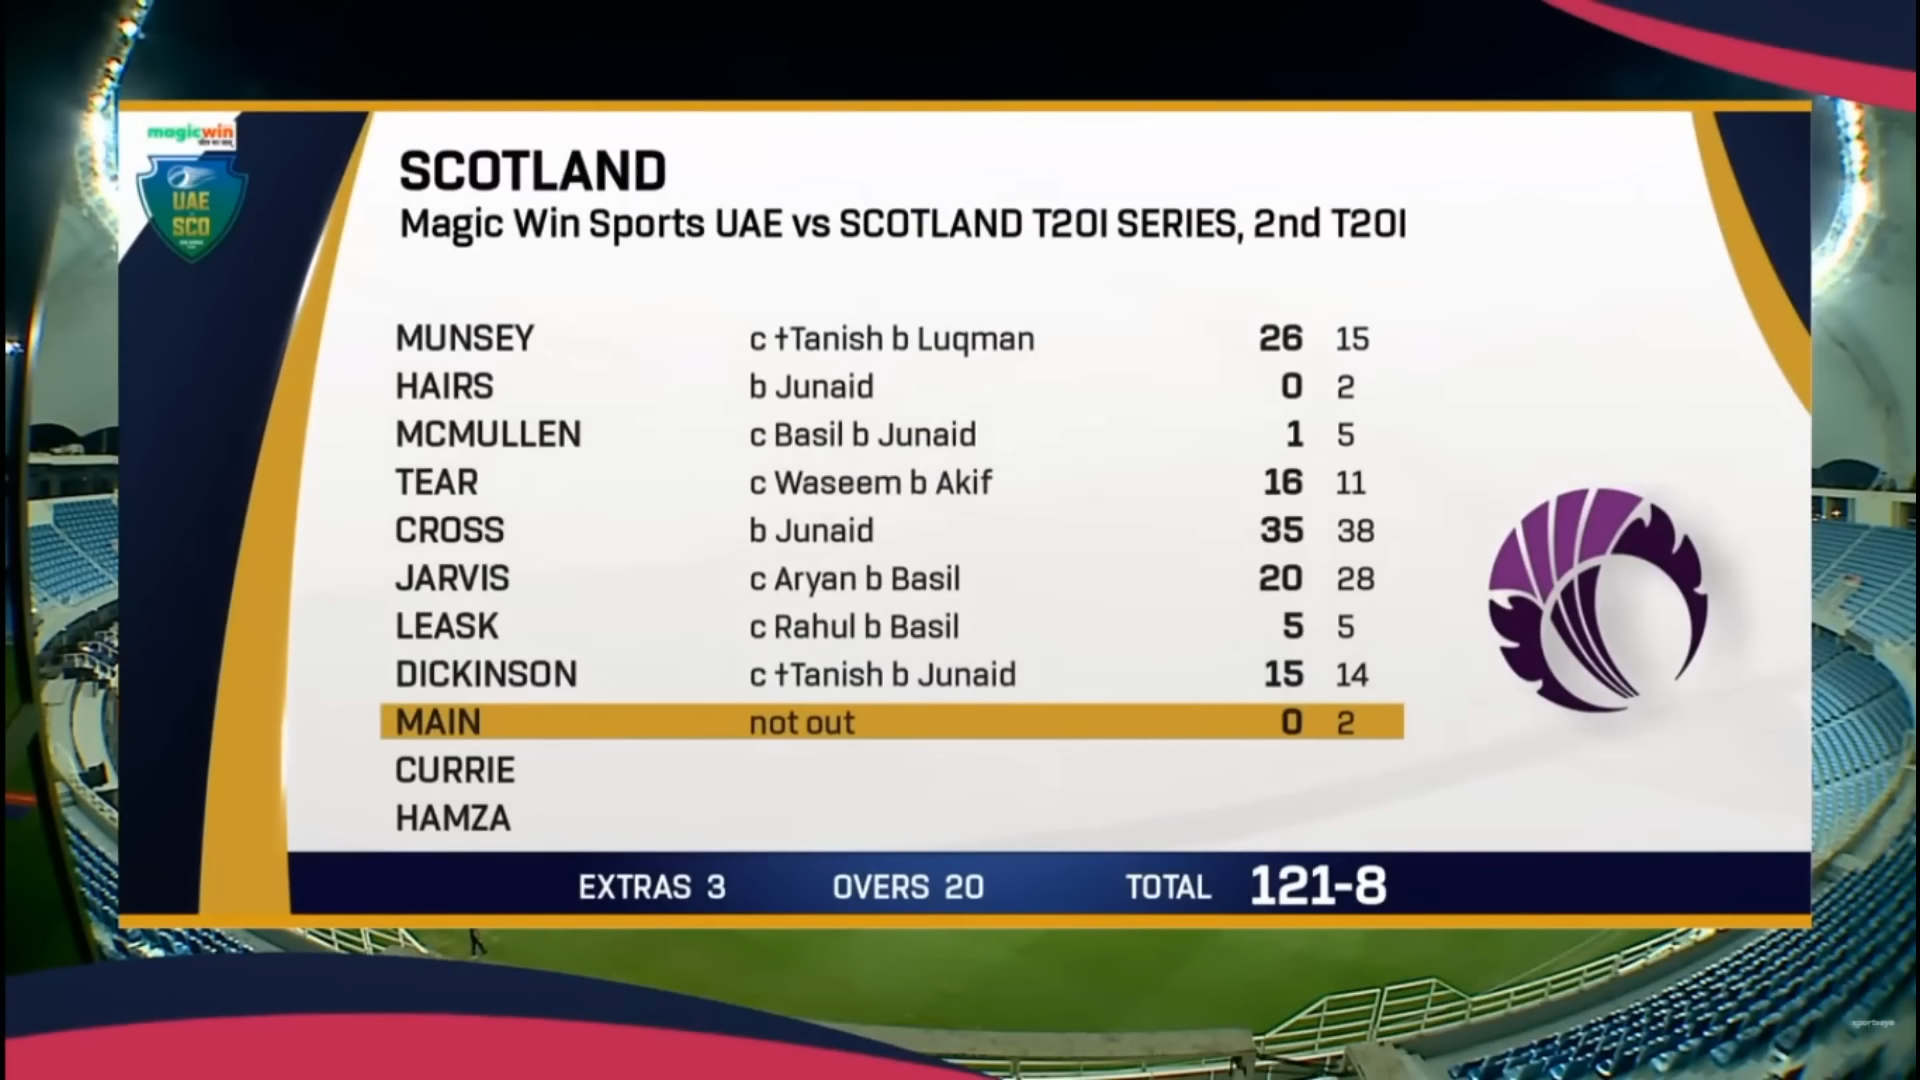 magicwin
UAE
SCO
SCOTLAND
Magic Win Sports UAE vs SCOTLAND T20I SERIES, 2nd T20I
MUNSEY c †Tanish b Luqman 26 15
HAIRS b Junaid 0 2
MCMULLEN c Basil b Junaid 1 5
TEAR c Waseem b Akif 16 11
CROSS b Junaid 35 38
JARVIS c Aryan b Basil 20 28
LEASK c Rahul b Basil 5 5
DICKINSON c †Tanish b Junaid 15 14
MAIN not out 0 2
CURRIE
HAMZA
EXTRAS 3 OVERS 20 TOTAL 121-8